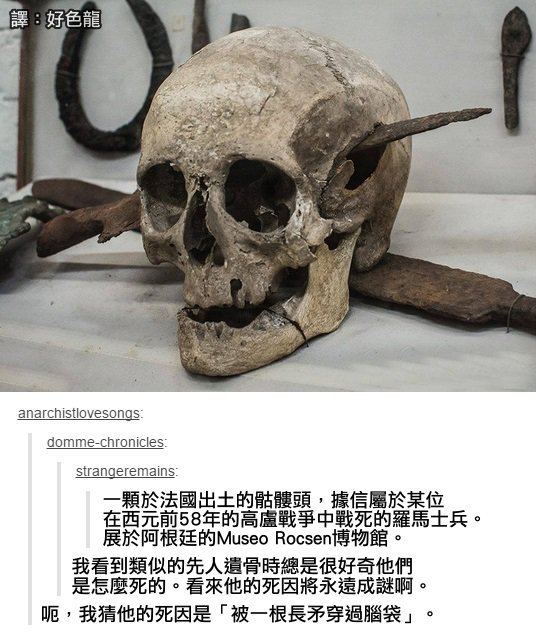 譯：好色龍
anarchistlovesongs:
domme-chronicles:
strangeremains:
一顆於法國出土的骷髏頭，據信屬於某位
在西元前58年的高盧戰爭中戰死的羅馬士兵。
展於阿根廷的Museo Rocsen博物館。
我看到類似的先人遺骨時總是很好奇他們
是怎麼死的。看來他的死因將永遠成謎啊。
呃，我猜他的死因是「被一根長矛穿過腦袋」。